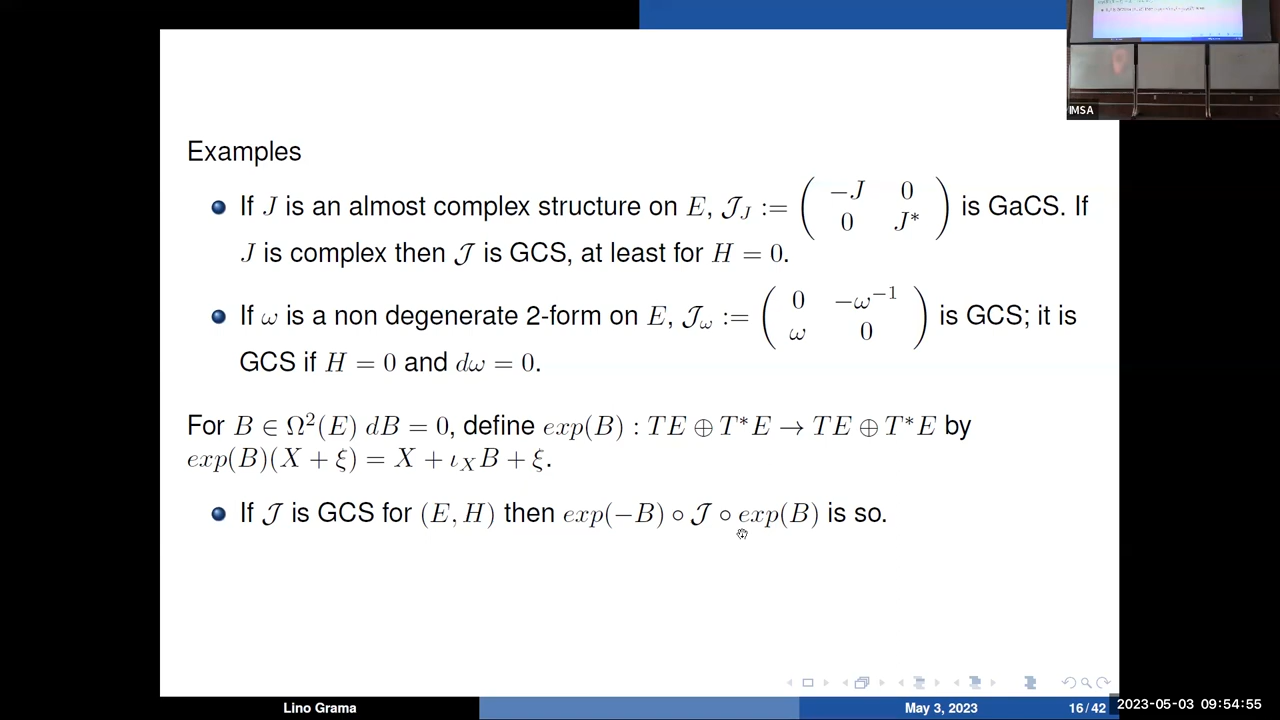 IMSA
Examples
If J is an almost complex structure on E, 𝒥_J := ( −J 0 ; 0 J* ) is GaCS. If
J is complex then 𝒥 is GCS, at least for H = 0.
If ω is a non degenerate 2-form on E, 𝒥_ω := ( 0 −ω⁻¹ ; ω 0 ) is GCS; it is
GCS if H = 0 and dω = 0.
For B ∈ Ω²(E) dB = 0, define exp(B) : TE ⊕ T*E → TE ⊕ T*E by
exp(B)(X + ξ) = X + ι_X B + ξ.
If 𝒥 is GCS for (E, H) then exp(−B) ∘ 𝒥 ∘ exp(B) is so.
Lino Grama
May 3, 2023
16 / 42
2023-05-03 09:54:55